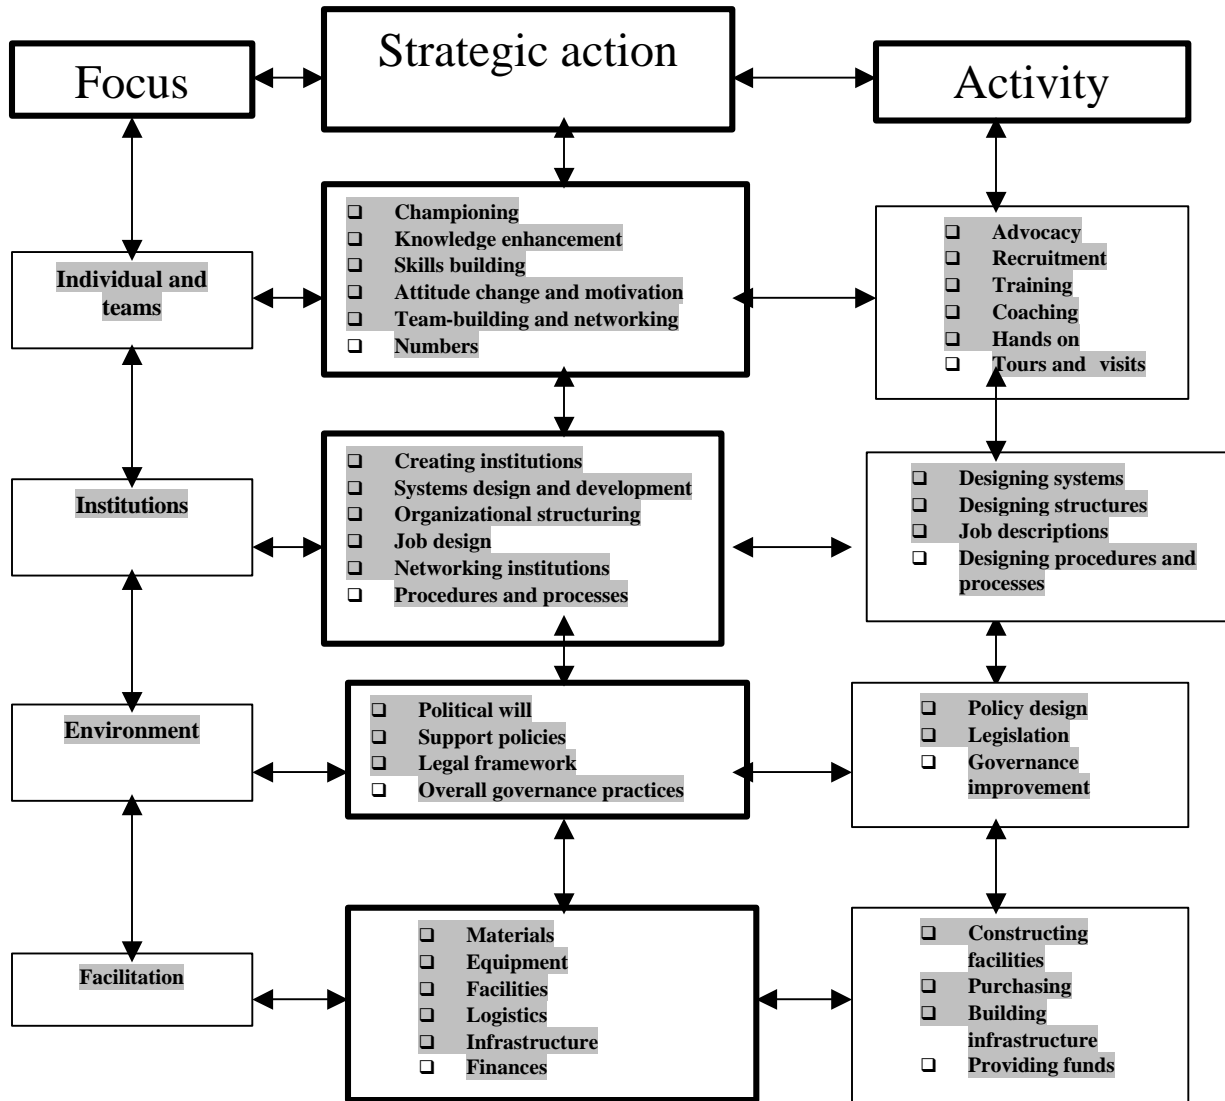 Focus
Strategic action
Activity
Individual and
teams
❑ Championing
❑ Knowledge enhancement
❑ Skills building
❑ Attitude change and motivation
❑ Team-building and networking
❑ Numbers
❑ Advocacy
❑ Recruitment
❑ Training
❑ Coaching
❑ Hands on
❑ Tours and visits
Institutions
❑ Creating institutions
❑ Systems design and development
❑ Organizational structuring
❑ Job design
❑ Networking institutions
❑ Procedures and processes
❑ Designing systems
❑ Designing structures
❑ Job descriptions
❑ Designing procedures and
processes
Environment
❑ Political will
❑ Support policies
❑ Legal framework
❑ Overall governance practices
❑ Policy design
❑ Legislation
❑ Governance
improvement
Facilitation
❑ Materials
❑ Equipment
❑ Facilities
❑ Logistics
❑ Infrastructure
❑ Finances
❑ Constructing
facilities
❑ Purchasing
❑ Building
infrastructure
❑ Providing funds